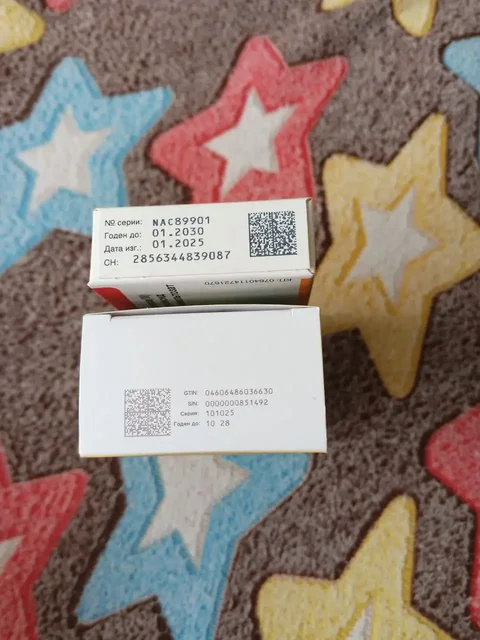 № серии: NAC89901
Годен до: 01.2030
Дата изг.: 01.2025
СН: 2856344839087
GTIN: 04606486036630
S/N: 0000000851492
Серия: 101025
Годен до: 10 28